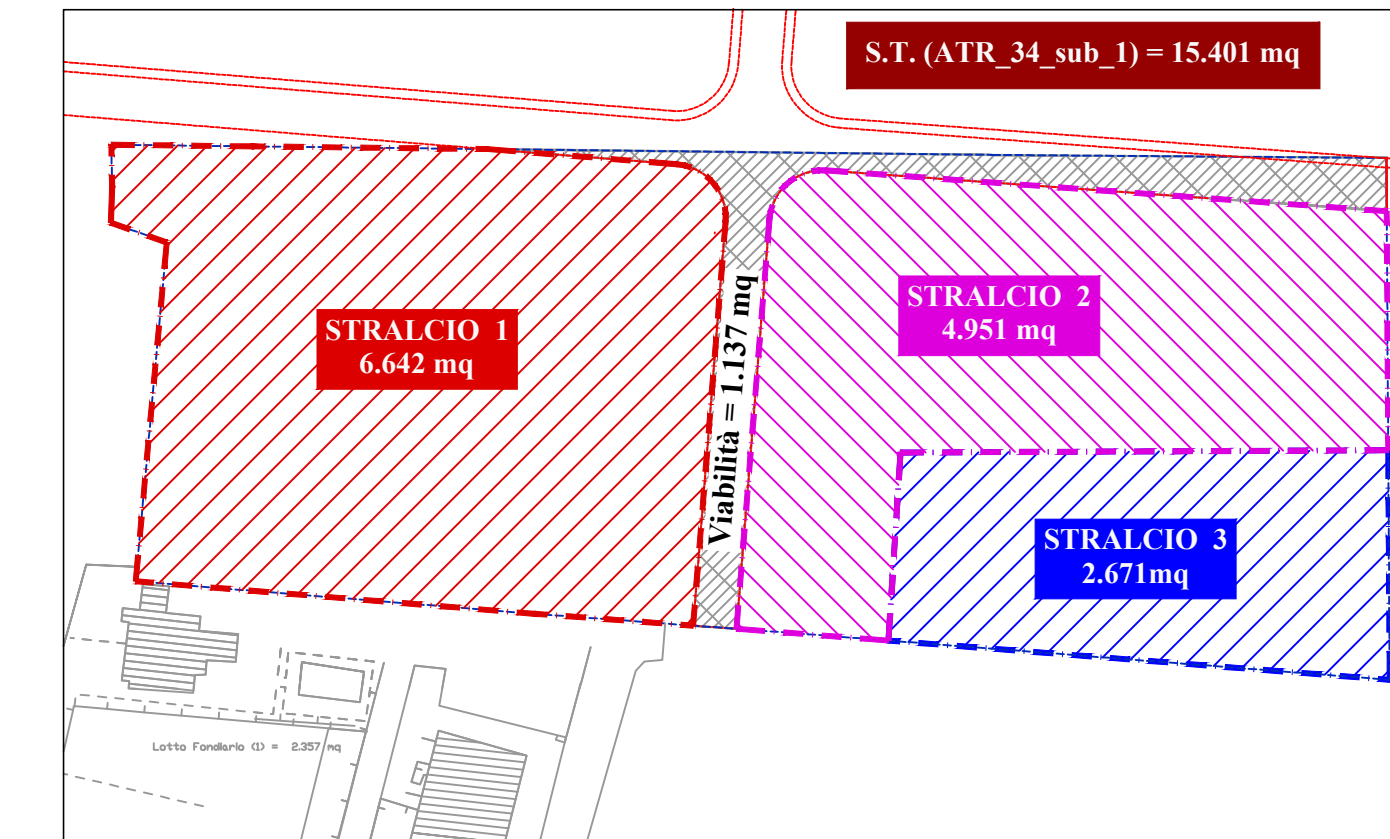 S.T. (ATR_34_sub_1) = 15.401 mq
STRALCIO 1
6.642 mq
Viabilità = 1.137 mq
STRALCIO 2
4.951 mq
STRALCIO 3
2.671mq
Lotto Fondiario (1) = 2.357 mq